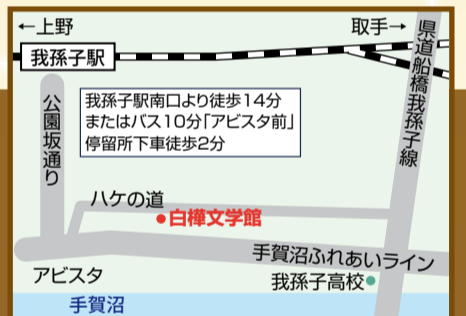 ←上野
取手→
我孫子駅
県道船橋我孫子線
公園坂通り
我孫子駅南口より徒歩14分
またはバス10分｢アビスタ前｣
停留所下車徒歩2分
ハケの道
白樺文学館
手賀沼ふれあいライン
我孫子高校
アビスタ
手賀沼